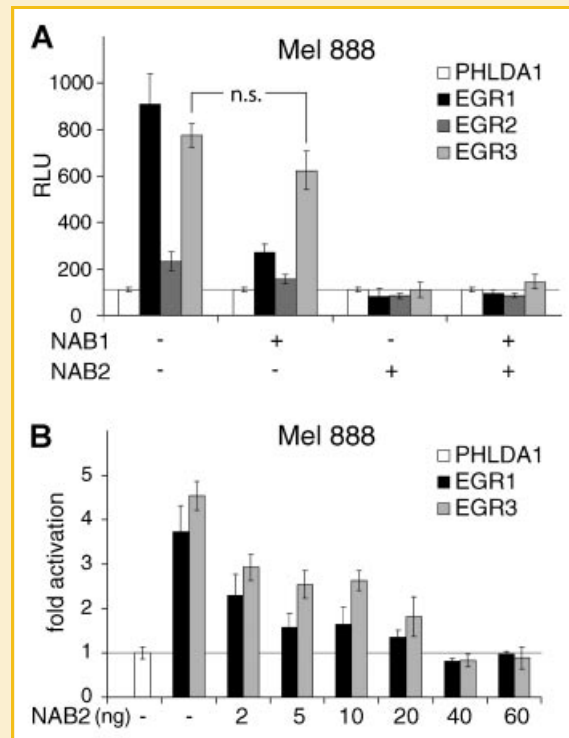 A
Mel 888
PHLDA1
EGR1
EGR2
EGR3
n.s.
RLU
1000
800
600
400
200
0
NAB1 - + - +
NAB2 - - + +
B
Mel 888
PHLDA1
EGR1
EGR3
fold activation
5
4
3
2
1
0
NAB2 (ng) - - 2 5 10 20 40 60